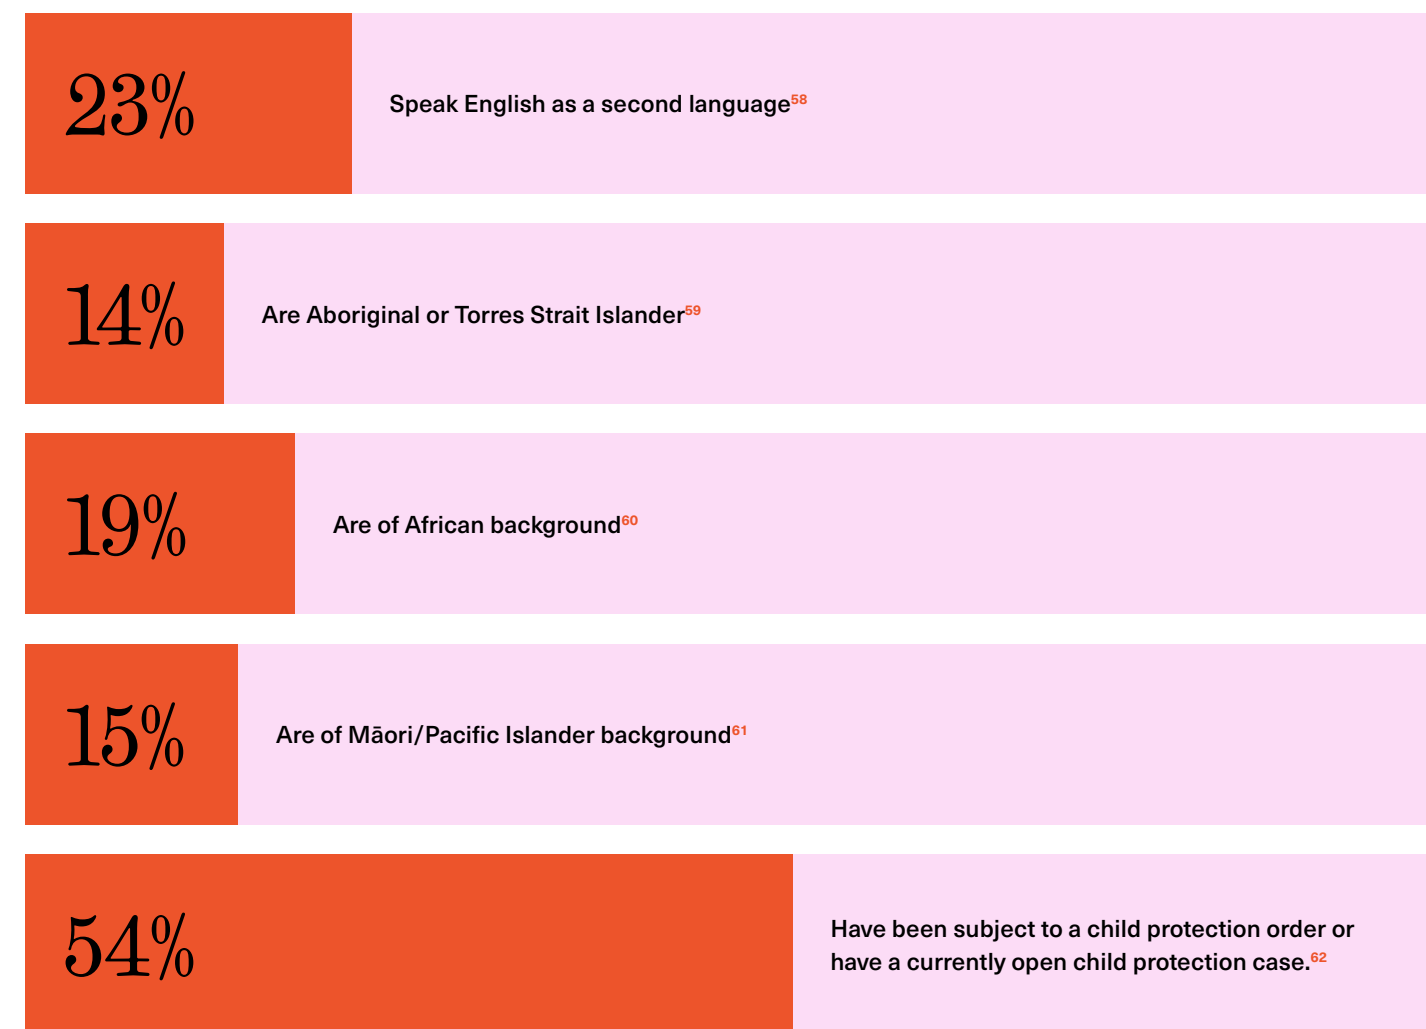 23%
Speak English as a second language58
14%
Are Aboriginal or Torres Strait Islander59
19%
Are of African background60
15%
Are of Māori/Pacific Islander background61
54%
Have been subject to a child protection order or
have a currently open child protection case.62